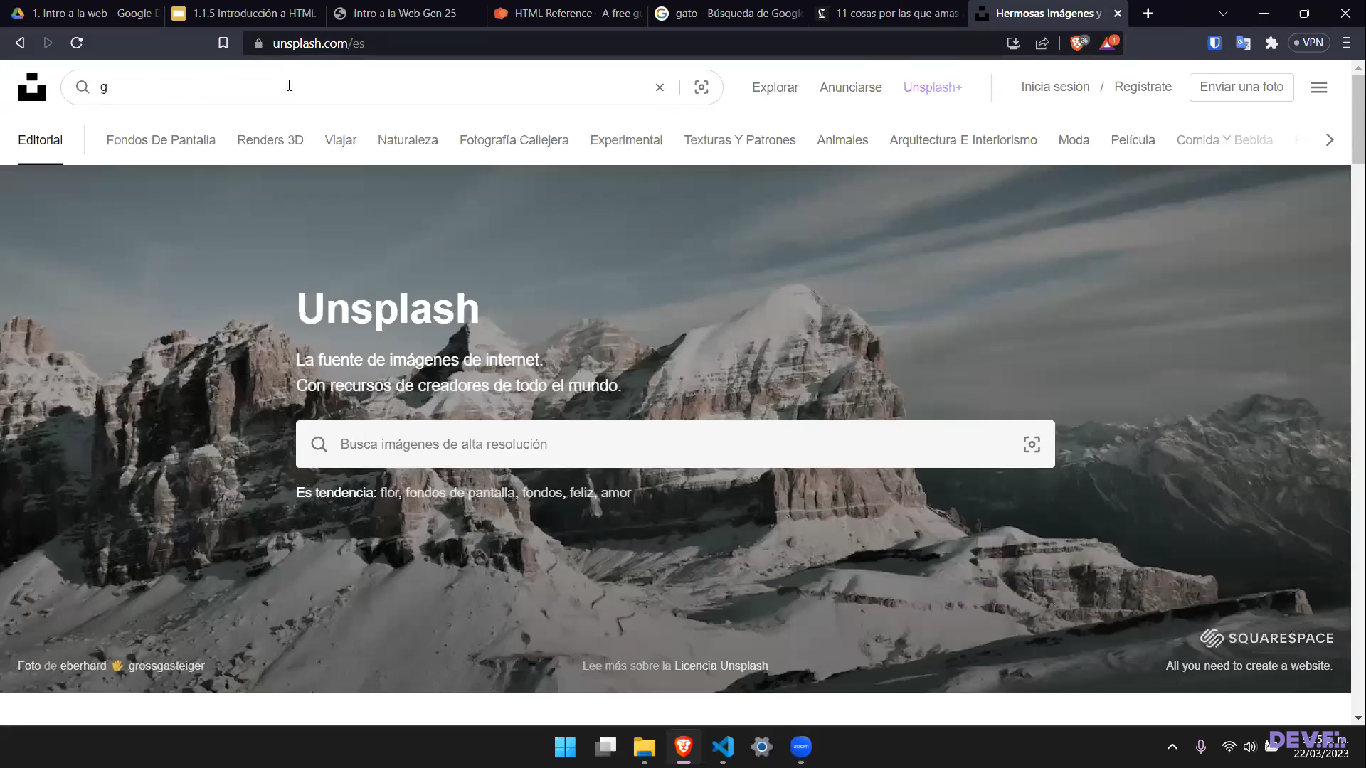 1. Intro a la web - Google D
1.1.5 Introducción a HTML
Intro a la Web Gen 25
HTML Reference - A free gu
gato - Búsqueda de Google
11 cosas por las que amas
Hermosas Imágenes y
unsplash.com/es
VPN
g
Explorar
Anunciarse
Unsplash+
Inicia sesión / Regístrate
Enviar una foto
Editorial
Fondos De Pantalla
Renders 3D
Viajar
Naturaleza
Fotografía Callejera
Experimental
Texturas Y Patrones
Animales
Arquitectura E Interiorismo
Moda
Película
Comida Y Bebida
Unsplash
La fuente de imágenes de internet.
Con recursos de creadores de todo el mundo.
Busca imágenes de alta resolución
Es tendencia: flor, fondos de pantalla, fondos, feliz, amor
SQUARESPACE
Foto de eberhard 🖐 grossgasteiger
Lee más sobre la Licencia Unsplash
All you need to create a website.
zoom
DEV.F:.
22/03/2023